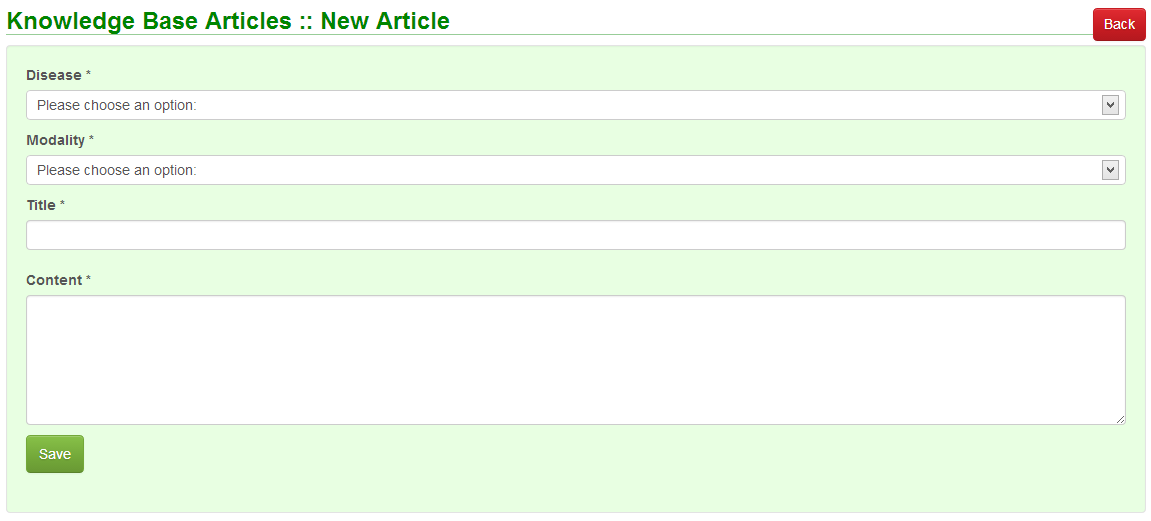 Knowledge Base Articles :: New Article
Back
Disease *
Please choose an option:
Modality *
Please choose an option:
Title *
Content *
Save